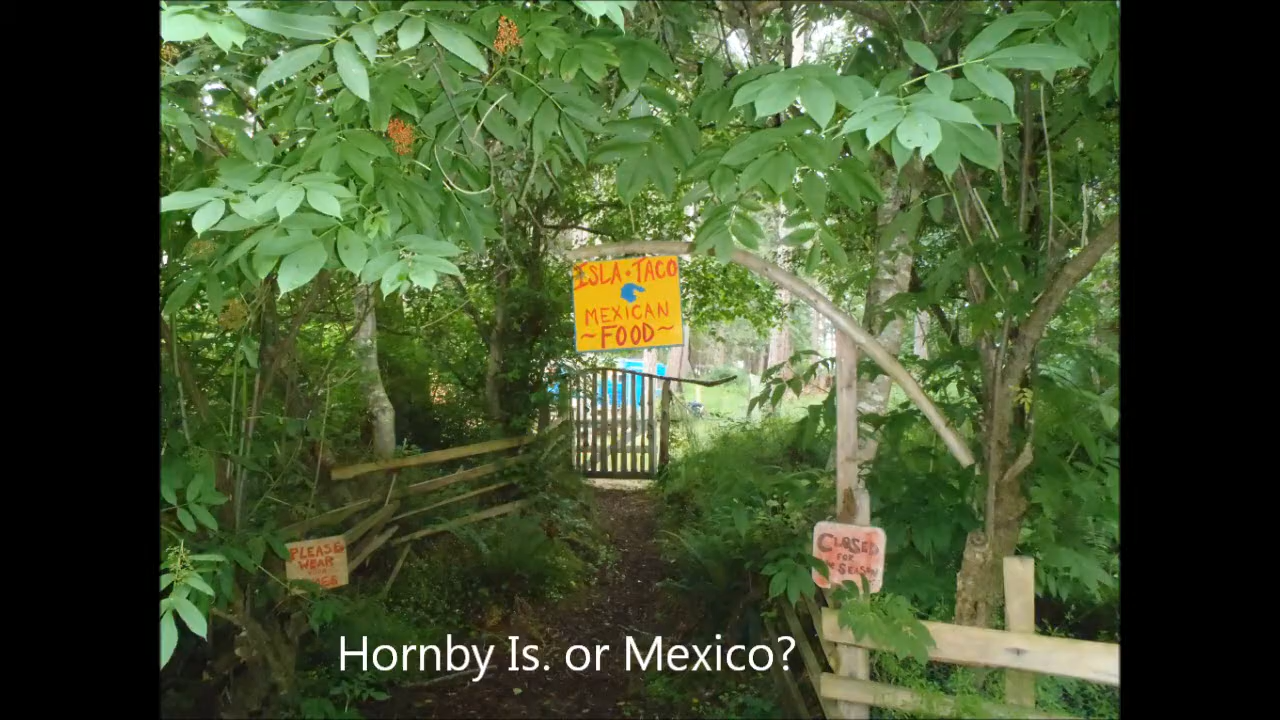 ISLA • TACO
MEXICAN
~ FOOD ~
PLEASE
WEAR
CLOSED
FOR
SEASON
Hornby Is. or Mexico?